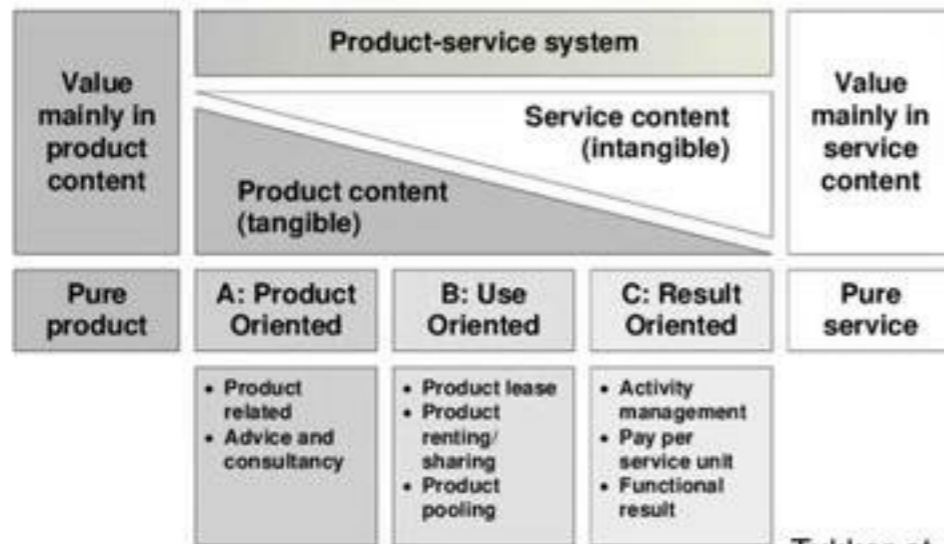 Product-service system
Value
mainly in
product
content
Service content
(intangible)
Product content
(tangible)
Value
mainly in
service
content
Pure
product
A: Product
Oriented
B: Use
Oriented
C: Result
Oriented
Pure
service
• Product
related
• Advice and
consultancy
• Product lease
• Product
renting/
sharing
• Product
pooling
• Activity
management
• Pay per
service unit
• Functional
result